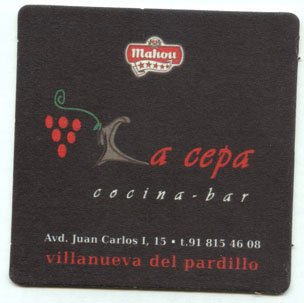 Mahou
La cepa
cocina-bar
Avd. Juan Carlos I, 15 • t.91 815 46 08
villanueva del pardillo